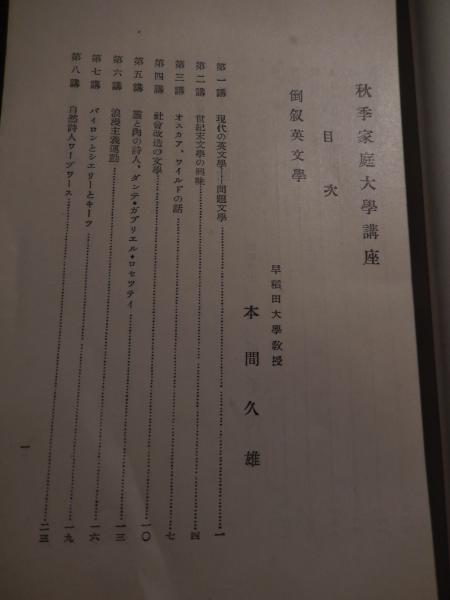 秋季家庭大學講座
目次
倒叙英文學
早稻田大學教授
本間久雄
第一講 現代の英文學——問題文學……一
第二講 世紀末文學の興味……四
第三講 オスカア、ワイルドの話……七
第四講 社會改造の文學……一〇
第五講 靈と肉の詩人・ダンテ・ガブリエル・ロセツテイ……一三
第六講 浪漫主義運動……一六
第七講 バイロンとシエリーとキーツ……一九
第八講 自然詩人ワーヅワース……二三
一